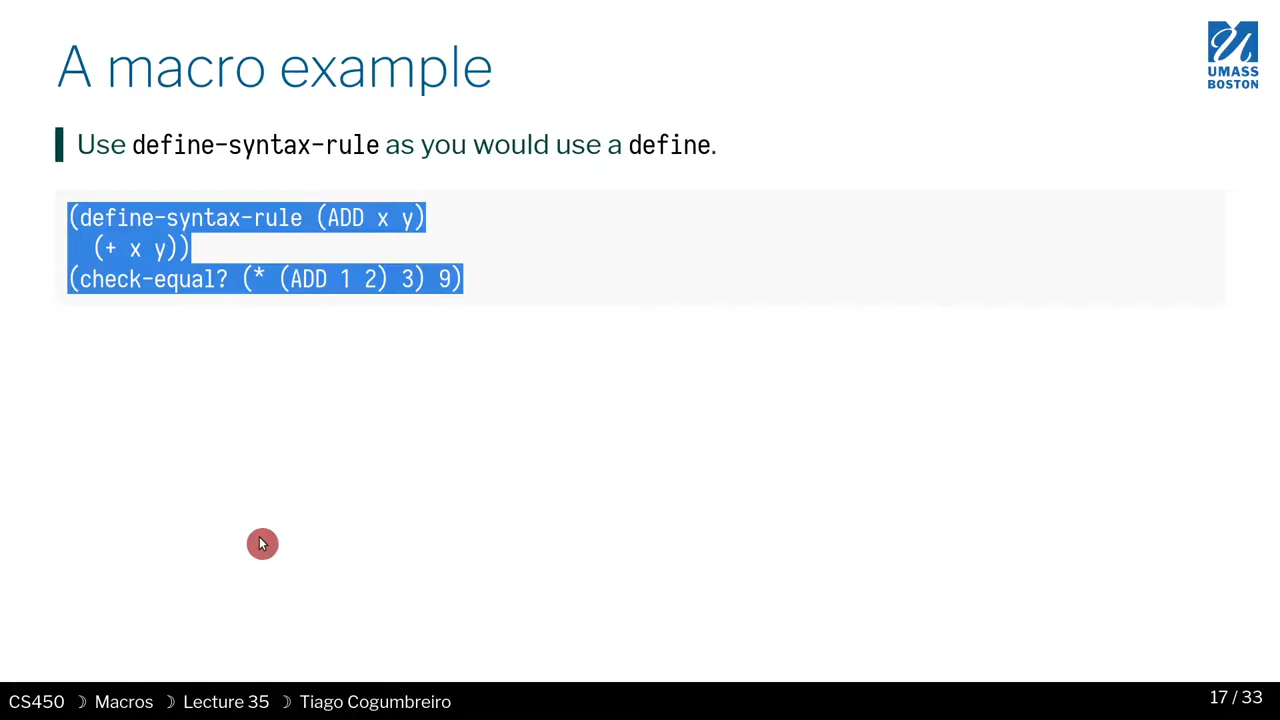 A macro example
UMASS
BOSTON
Use define-syntax-rule as you would use a define.
(define-syntax-rule (ADD x y)
  (+ x y))
(check-equal? (* (ADD 1 2) 3) 9)
CS450 ☽ Macros ☽ Lecture 35 ☽ Tiago Cogumbreiro
17 / 33